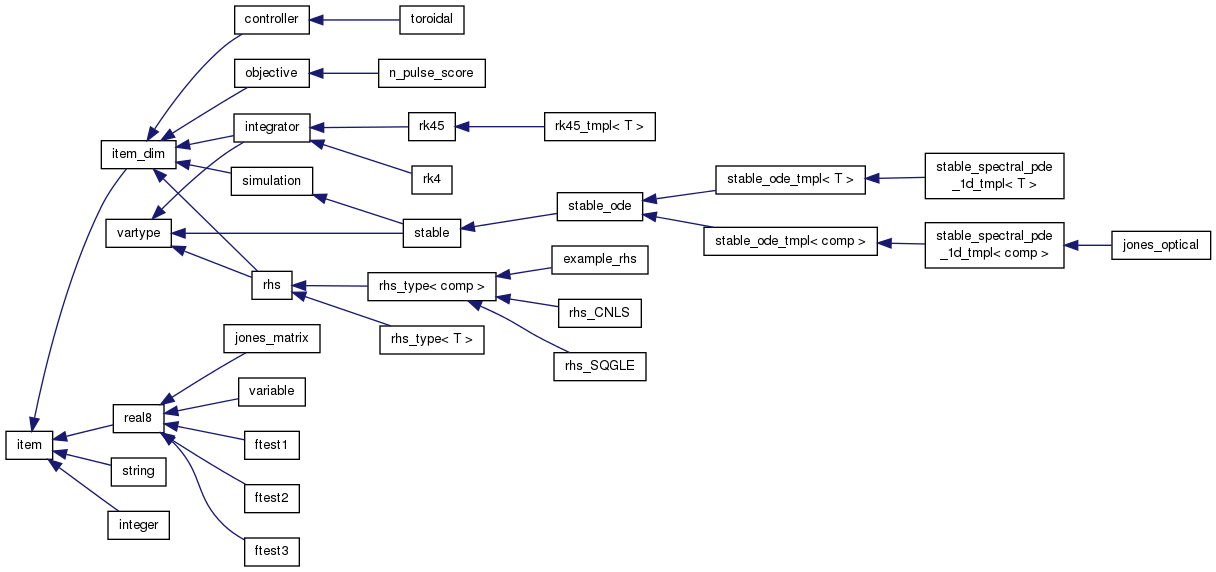 controller
toroidal
objective
n_pulse_score
integrator
rk45
rk45_tmpl< T >
item_dim
rk4
simulation
stable_ode_tmpl< T >
stable_spectral_pde
_1d_tmpl< T >
stable_ode
vartype
stable
stable_ode_tmpl< comp >
stable_spectral_pde
_1d_tmpl< comp >
jones_optical
example_rhs
rhs
rhs_type< comp >
rhs_CNLS
rhs_type< T >
rhs_SQGLE
jones_matrix
variable
real8
item
ftest1
string
ftest2
integer
ftest3